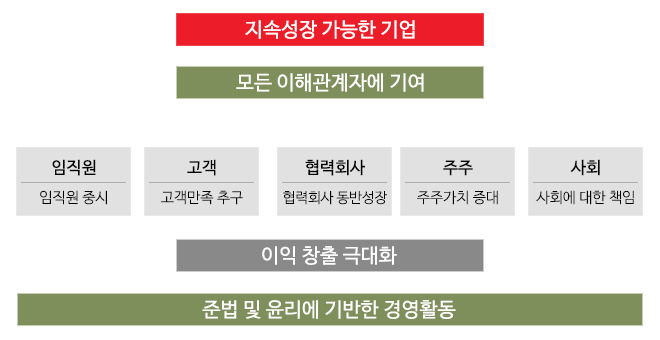 지속성장 가능한 기업
모든 이해관계자에 기여
임직원 고객 협력회사 주주 사회
임직원 중시 고객만족 추구 협력회사 동반성장 주주가치 증대 사회에 대한 책임
이익 창출 극대화
준법 및 윤리에 기반한 경영활동